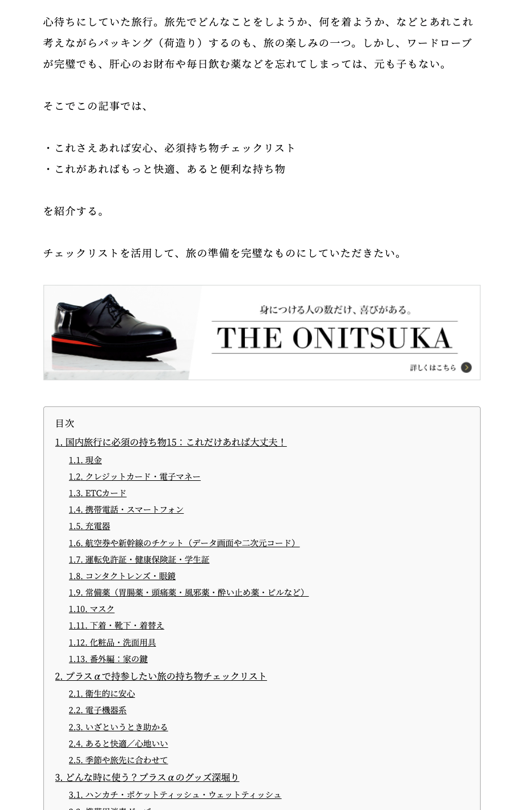 心待ちにしていた旅行。旅先でどんなことをしようか、何を着ようか、などとあれこれ
考えながらパッキング（荷造り）するのも、旅の楽しみの一つ。しかし、ワードローブ
が完璧でも、肝心のお財布や毎日飲む薬などを忘れてしまっては、元も子もない。
そこでこの記事では、
・これさえあれば安心、必須持ち物チェックリスト
・これがあればもっと快適、あると便利な持ち物
を紹介する。
チェックリストを活用して、旅の準備を完璧なものにしていただきたい。
身につける人の数だけ、喜びがある。
THE ONITSUKA
詳しくはこちら
目次
1. 国内旅行に必須の持ち物15：これだけあれば大丈夫！
1.1. 現金
1.2. クレジットカード・電子マネー
1.3. ETCカード
1.4. 携帯電話・スマートフォン
1.5. 充電器
1.6. 航空券や新幹線のチケット（データ画面や二次元コード）
1.7. 運転免許証・健康保険証・学生証
1.8. コンタクトレンズ・眼鏡
1.9. 常備薬（胃腸薬・頭痛薬・風邪薬・酔い止め薬・ピルなど）
1.10. マスク
1.11. 下着・靴下・着替え
1.12. 化粧品・洗面用具
1.13. 番外編：家の鍵
2. プラスαで持参したい旅の持ち物チェックリスト
2.1. 衛生的に安心
2.2. 電子機器系
2.3. いざというとき助かる
2.4. あると快適／心地いい
2.5. 季節や旅先に合わせて
3. どんな時に使う？プラスαのグッズ深堀り
3.1. ハンカチ・ポケットティッシュ・ウェットティッシュ